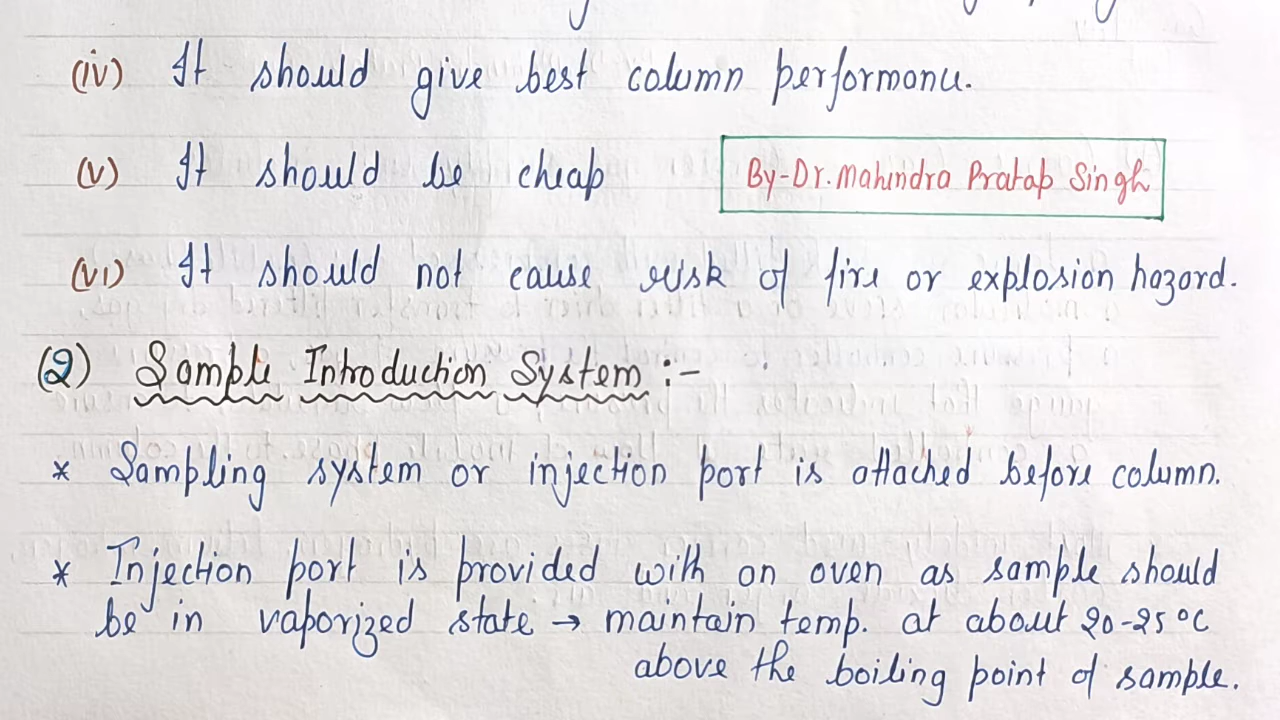 (iv) It should give best column performance.
(v) It should be cheap
By-Dr. Mahendra Pratap Singh
(vi) It should not cause risk of fire or explosion hazard.
(2) Sample Introduction System :-
* Sampling system or injection port is attached before column.
* Injection port is provided with an oven as sample should
be in vaporized state → maintain temp. at about 20-25°C
above the boiling point of sample.